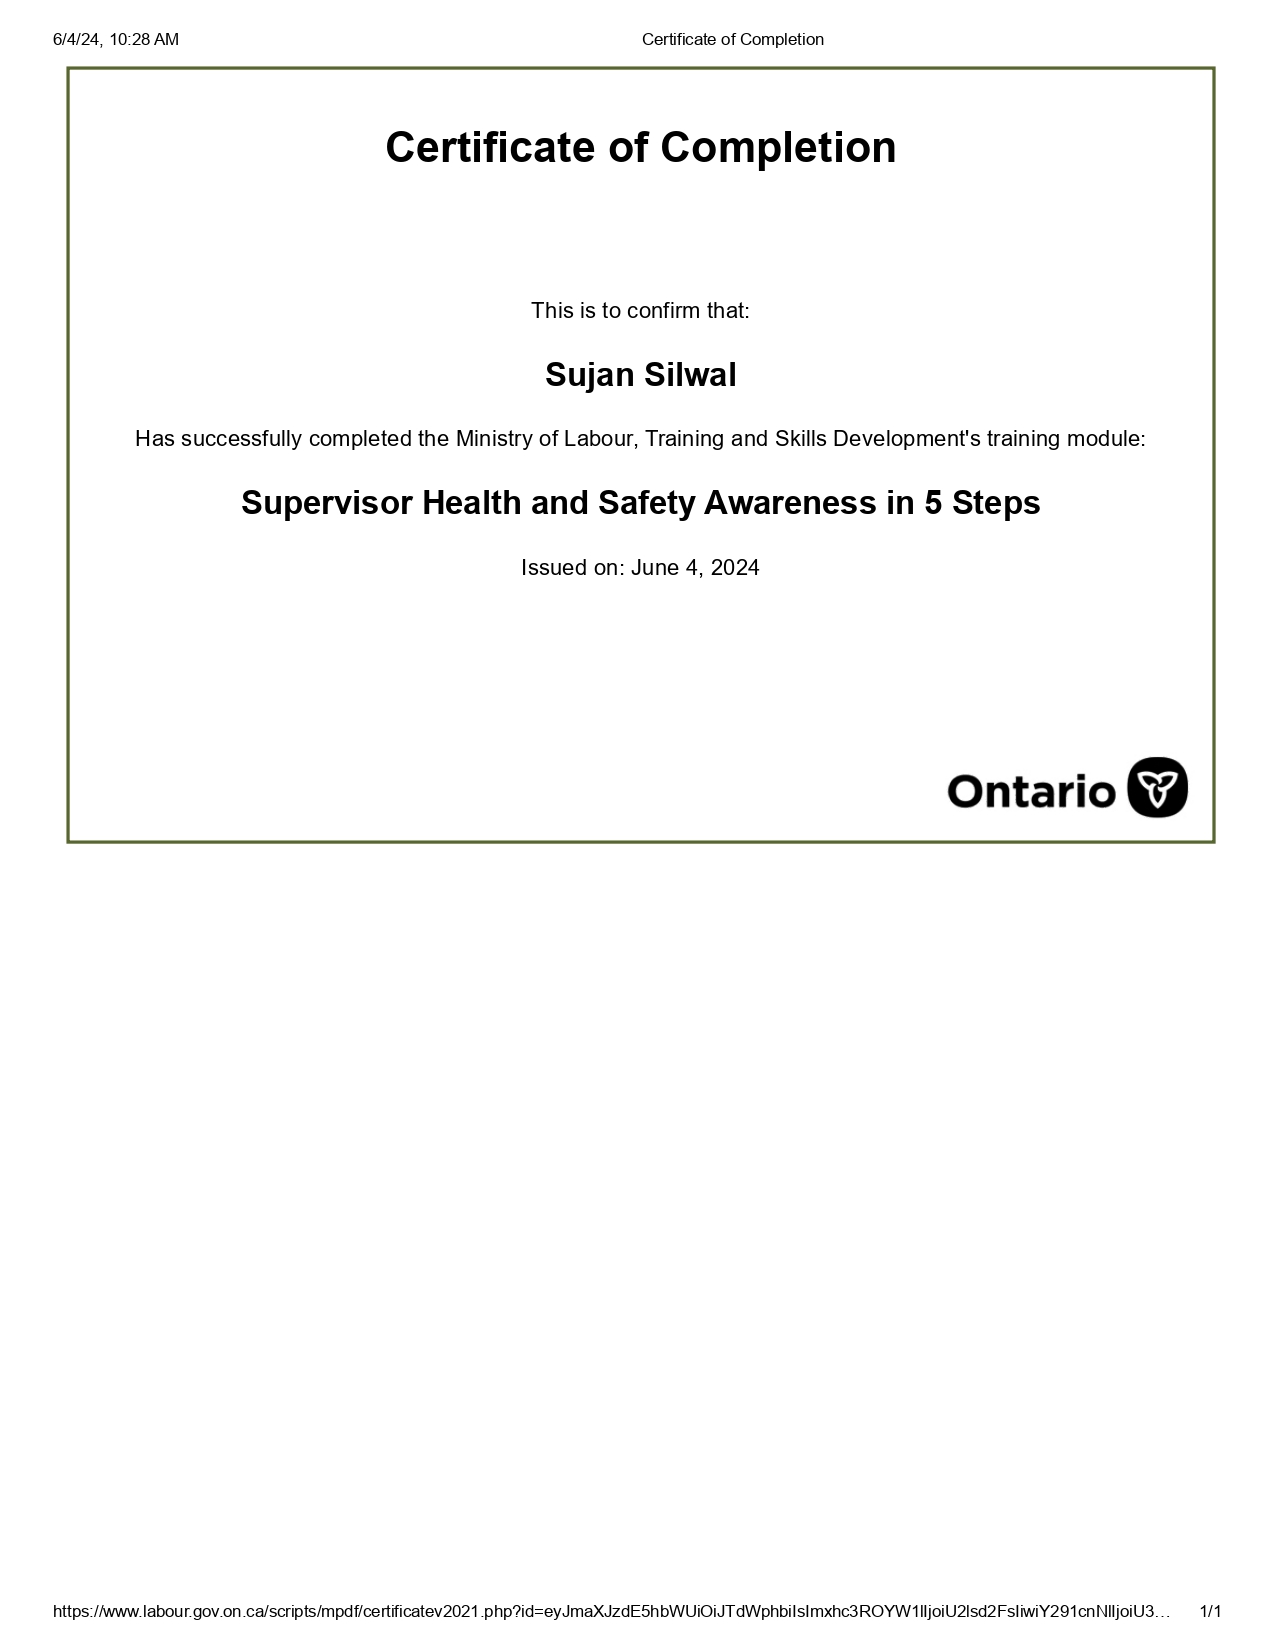 6/4/24, 10:28 AM
Certificate of Completion
Certificate of Completion
This is to confirm that:
Sujan Silwal
Has successfully completed the Ministry of Labour, Training and Skills Development's training module:
Supervisor Health and Safety Awareness in 5 Steps
Issued on: June 4, 2024
Ontario
https://www.labour.gov.on.ca/scripts/mpdf/certificatev2021.php?id=eyJmaXJzdE5hbWUiOiJTdWphbiIsImxhc3ROYW1lIjoiU2lsd2FsIiwiY291cnNlIjoiU3…
1/1